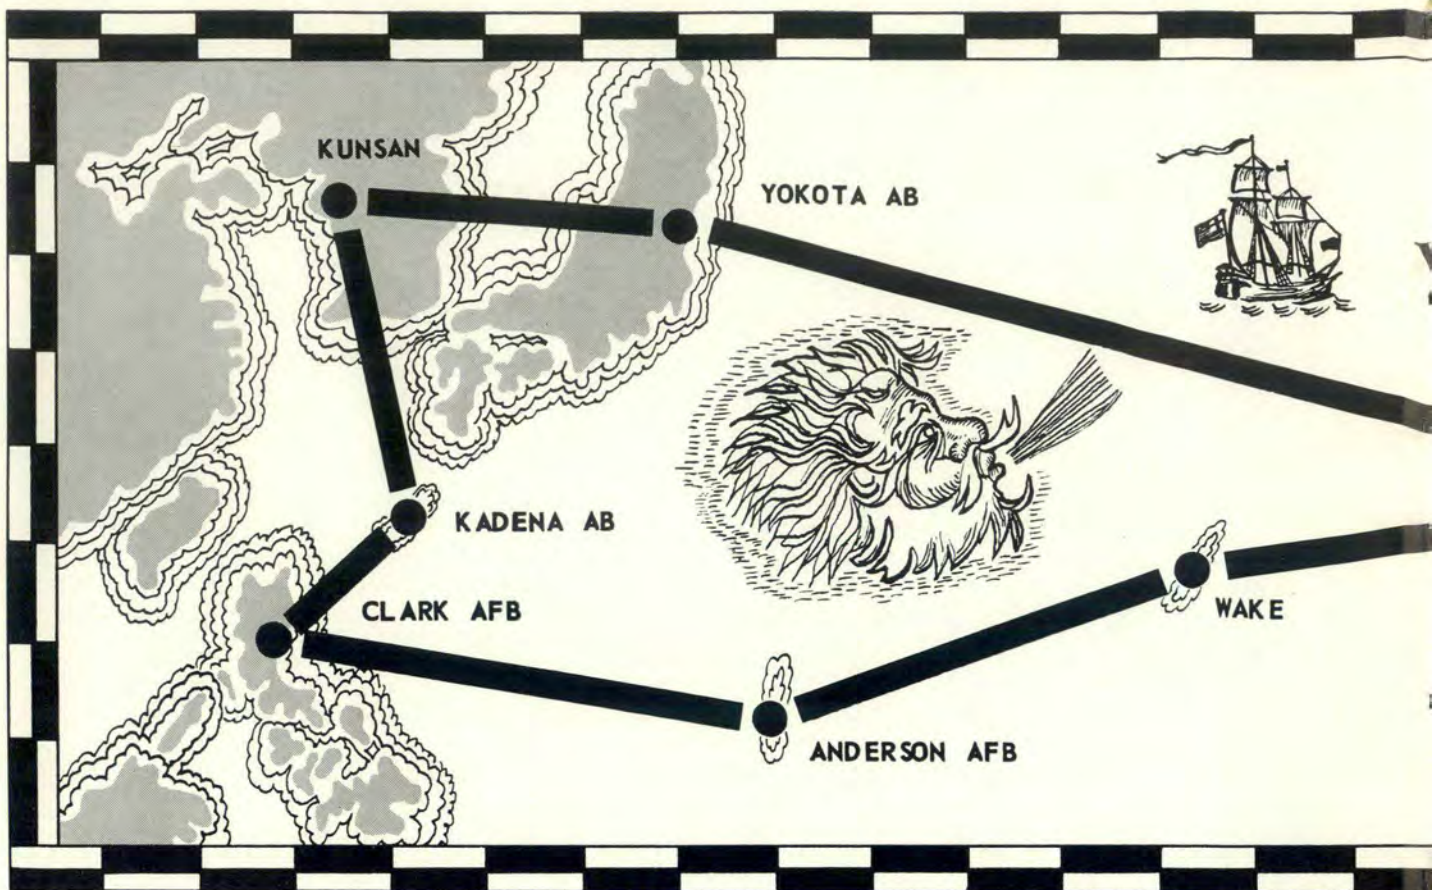 KUNSAN
YOKOTA AB
KADENA AB
CLARK AFB
WAKE
ANDERSON AFB